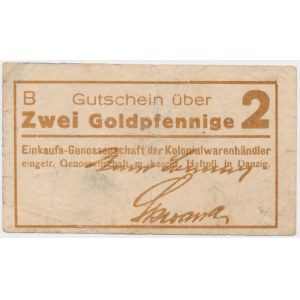 B Gutschein über
Zwei Goldpfennige 2
Einkaufs-Genossenschaft der Kolonialwarenhändler
eingetr. Genossenschaft m. beschr. Haftpfl. in Danzig.